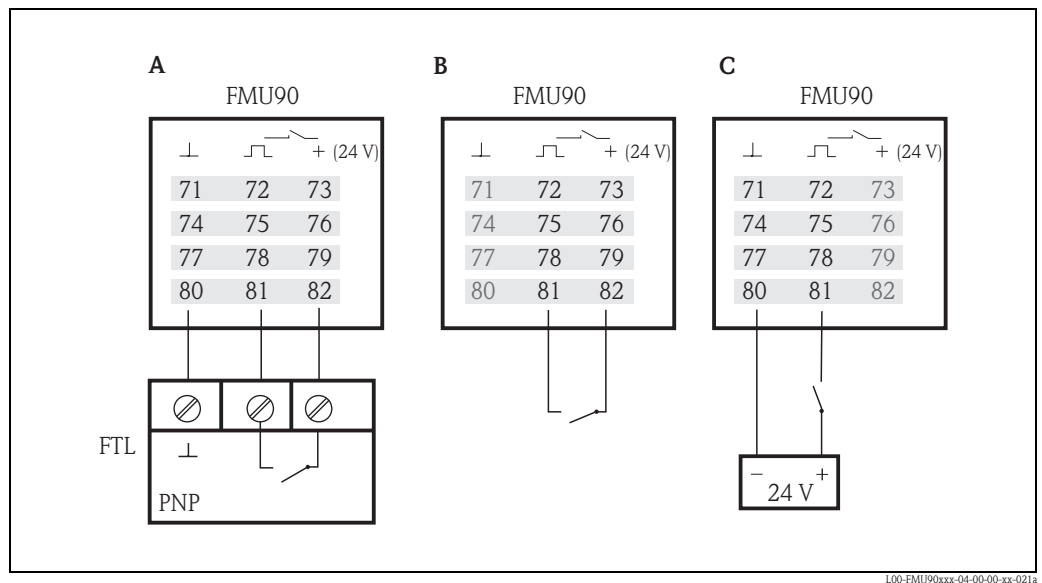 A B C
FMU90 FMU90 FMU90
+ (24 V) + (24 V) + (24 V)
71 72 73 71 72 73 71 72 73
74 75 76 74 75 76 74 75 76
77 78 79 77 78 79 77 78 79
80 81 82 80 81 82 80 81 82
FTL
PNP
– +
24 V
L00-FMU90xxx-04-00-00-xx-021a